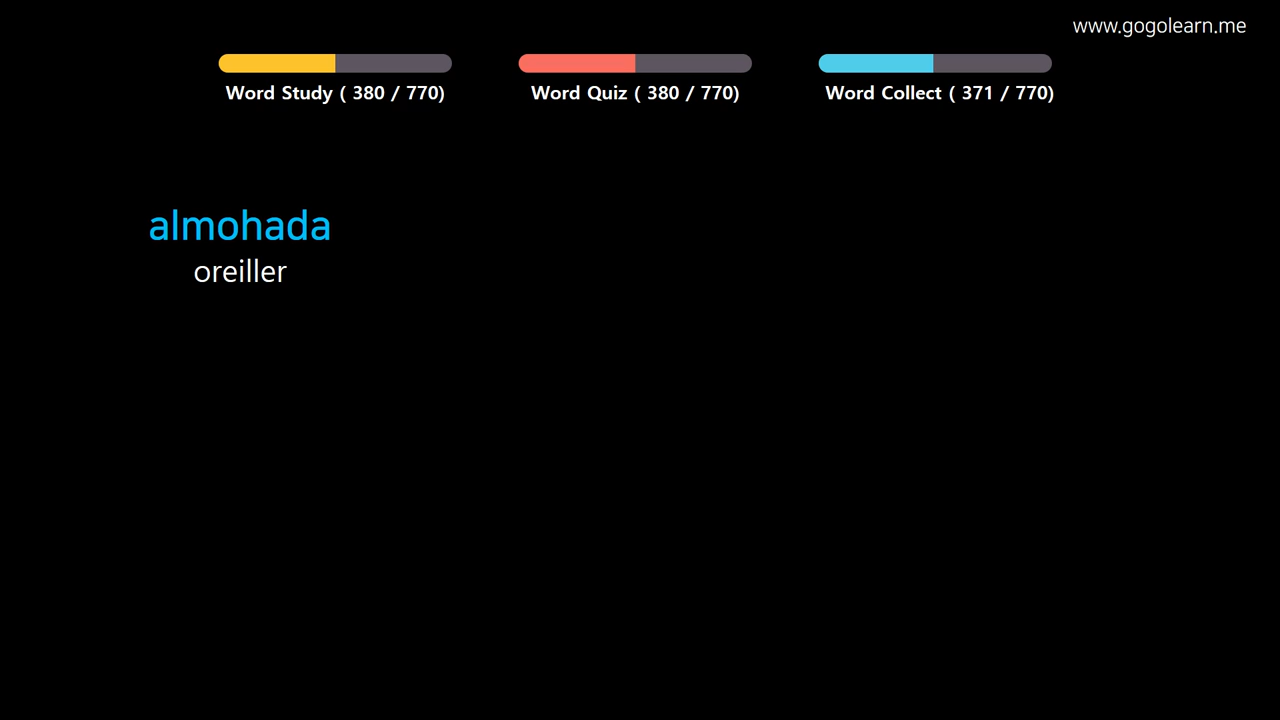 www.gogolearn.me
Word Study ( 380 / 770)
Word Quiz ( 380 / 770)
Word Collect ( 371 / 770)
almohada
oreiller